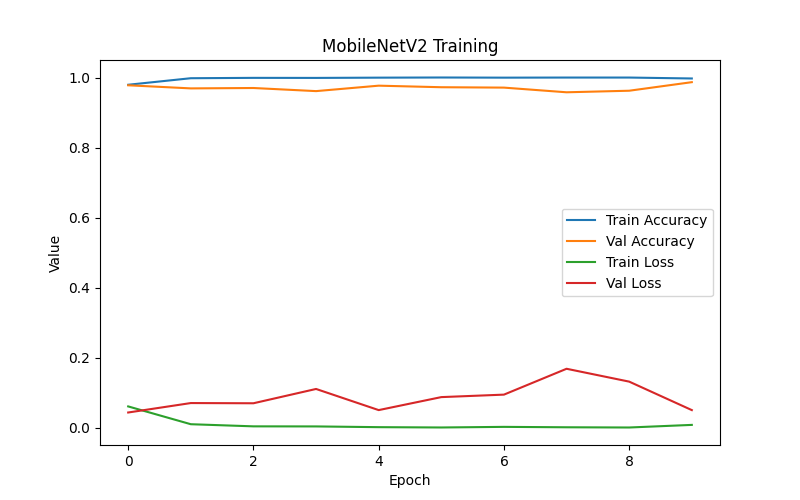 MobileNetV2 Training
Value
1.0
0.8
0.6
0.4
0.2
0.0
Train Accuracy
Val Accuracy
Train Loss
Val Loss
0 2 4 6 8
Epoch